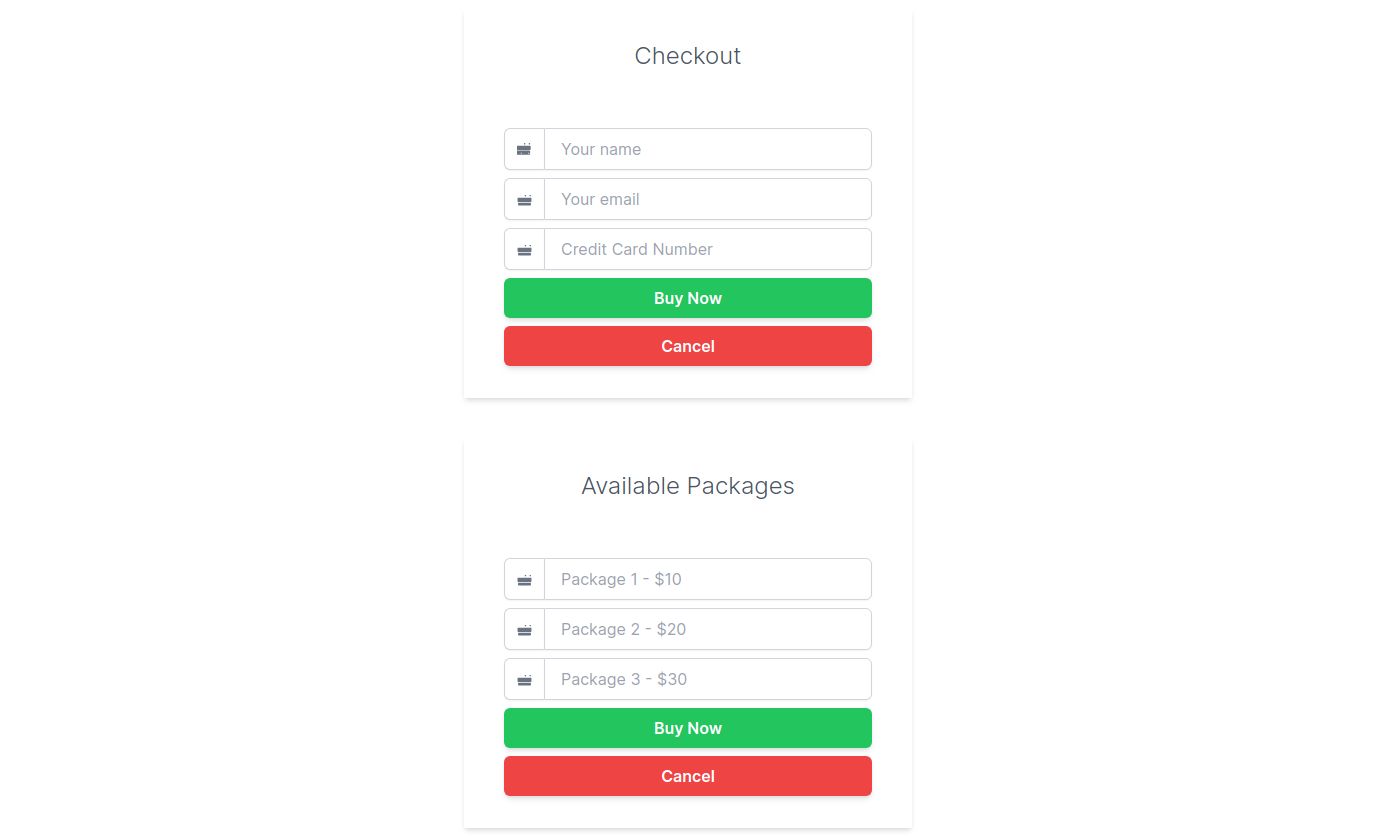 Checkout
Your name
Your email
Credit Card Number
Buy Now
Cancel
Available Packages
Package 1 - $10
Package 2 - $20
Package 3 - $30
Buy Now
Cancel